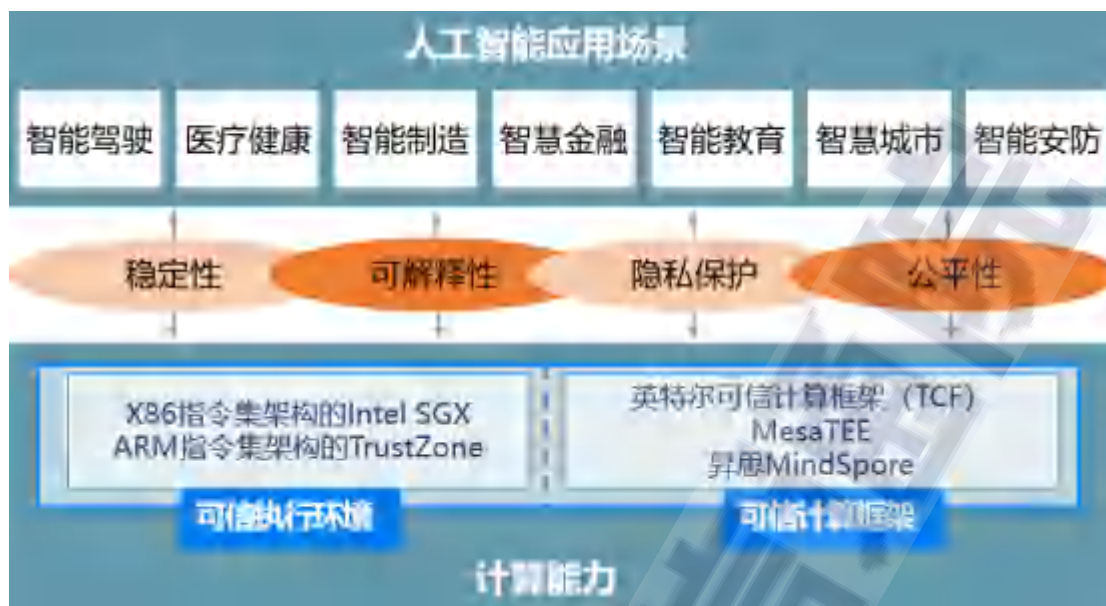 人工智能应用场景
智能驾驶 医疗健康 智能制造 智慧金融 智能教育 智慧城市 智能安防
稳定性 可解释性 隐私保护 公平性
X86指令集架构的Intel SGX
ARM指令集架构的TrustZone
英特尔可信计算框架（TCF)
MesaTEE
昇思MindSpore
可信执行环境 可信计算框架
计算能力